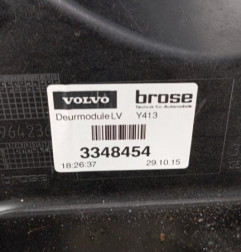 VOLVO
brose
Technik für Automobile
Deurmodule LV Y413
3348454
18:26:37 29.10.15